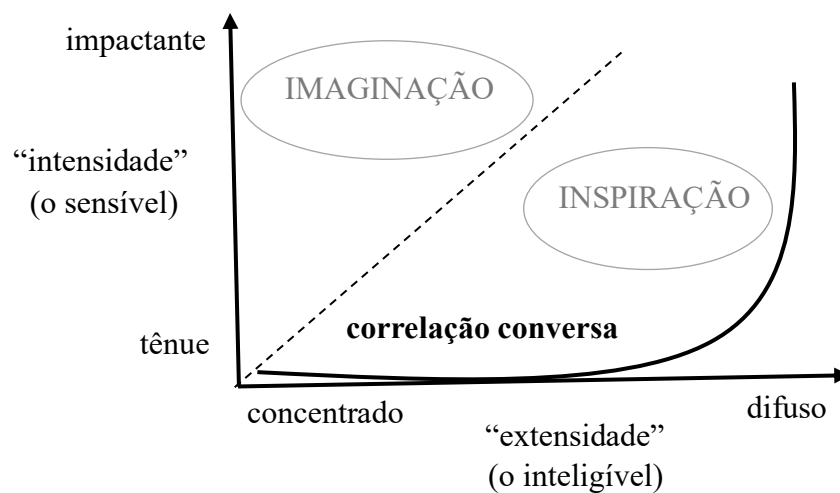 impactante
IMAGINAÇÃO
“intensidade”
(o sensível)
INSPIRAÇÃO
correlação conversa
tênue
concentrado
difuso
“extensidade”
(o inteligível)